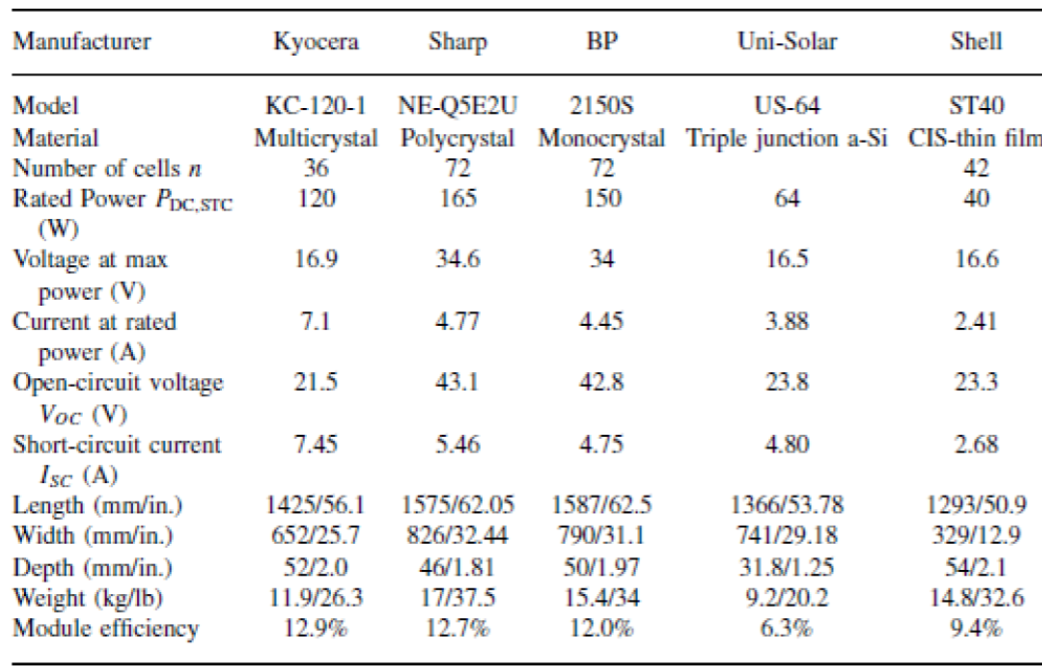 Manufacturer Kyocera Sharp BP Uni-Solar Shell
Model KC-120-1 NE-Q5E2U 2150S US-64 ST40
Material Multicrystal Polycrystal Monocrystal Triple junction a-Si CIS-thin film
Number of cells n 36 72 72 42
Rated Power PDC,STC 120 165 150 64 40
(W)
Voltage at max 16.9 34.6 34 16.5 16.6
power (V)
Current at rated 7.1 4.77 4.45 3.88 2.41
power (A)
Open-circuit voltage 21.5 43.1 42.8 23.8 23.3
VOC (V)
Short-circuit current 7.45 5.46 4.75 4.80 2.68
ISC (A)
Length (mm/in.) 1425/56.1 1575/62.05 1587/62.5 1366/53.78 1293/50.9
Width (mm/in.) 652/25.7 826/32.44 790/31.1 741/29.18 329/12.9
Depth (mm/in.) 52/2.0 46/1.81 50/1.97 31.8/1.25 54/2.1
Weight (kg/lb) 11.9/26.3 17/37.5 15.4/34 9.2/20.2 14.8/32.6
Module efficiency 12.9% 12.7% 12.0% 6.3% 9.4%